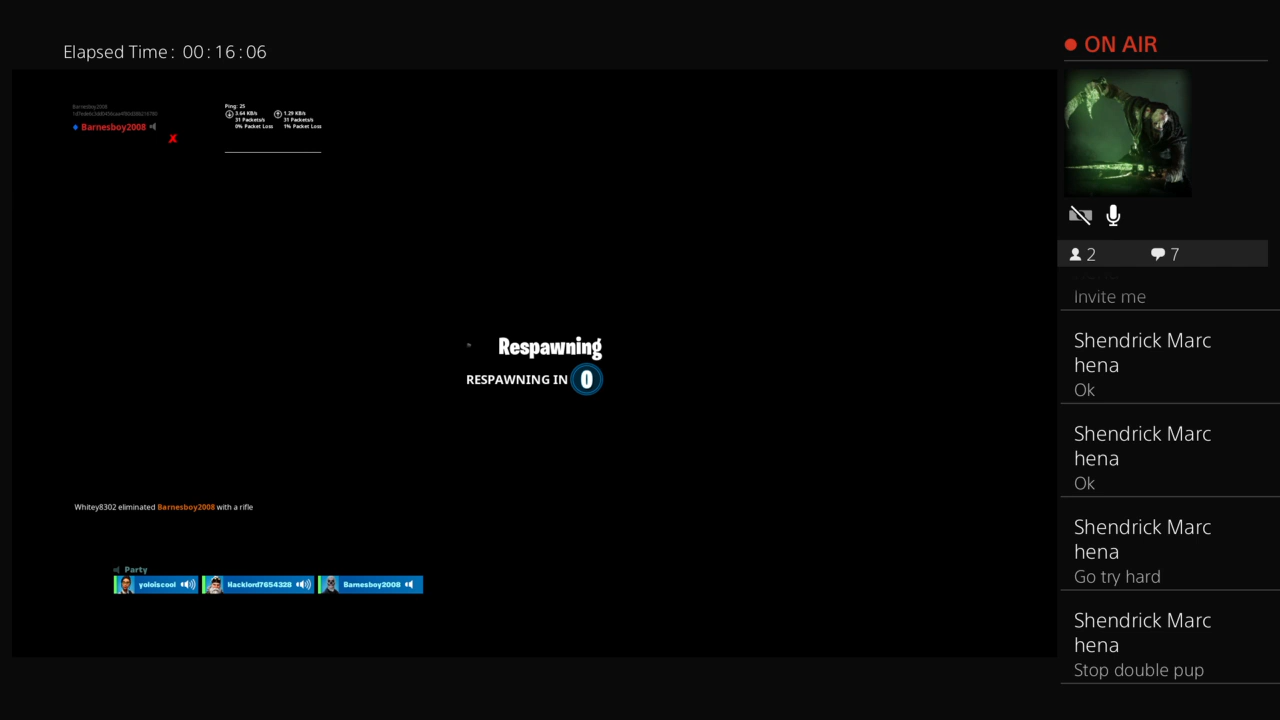 Elapsed Time: 00:16:06
ON AIR
Barnesboy2008
Barnesboy2008
Ping: 25
3.64 KB/s 1.29 KB/s
31 Packets/s 31 Packets/s
0% Packet Loss 1% Packet Loss
2 7
Invite me
Shendrick Marc
hena
Ok
Shendrick Marc
hena
Ok
Shendrick Marc
hena
Go try hard
Shendrick Marc
hena
Stop double pup
Respawning
RESPAWNING IN 0
Whitey8302 eliminated Barnesboy2008 with a rifle
Party
yoloiscool Hacklord7654328 Barnesboy2008